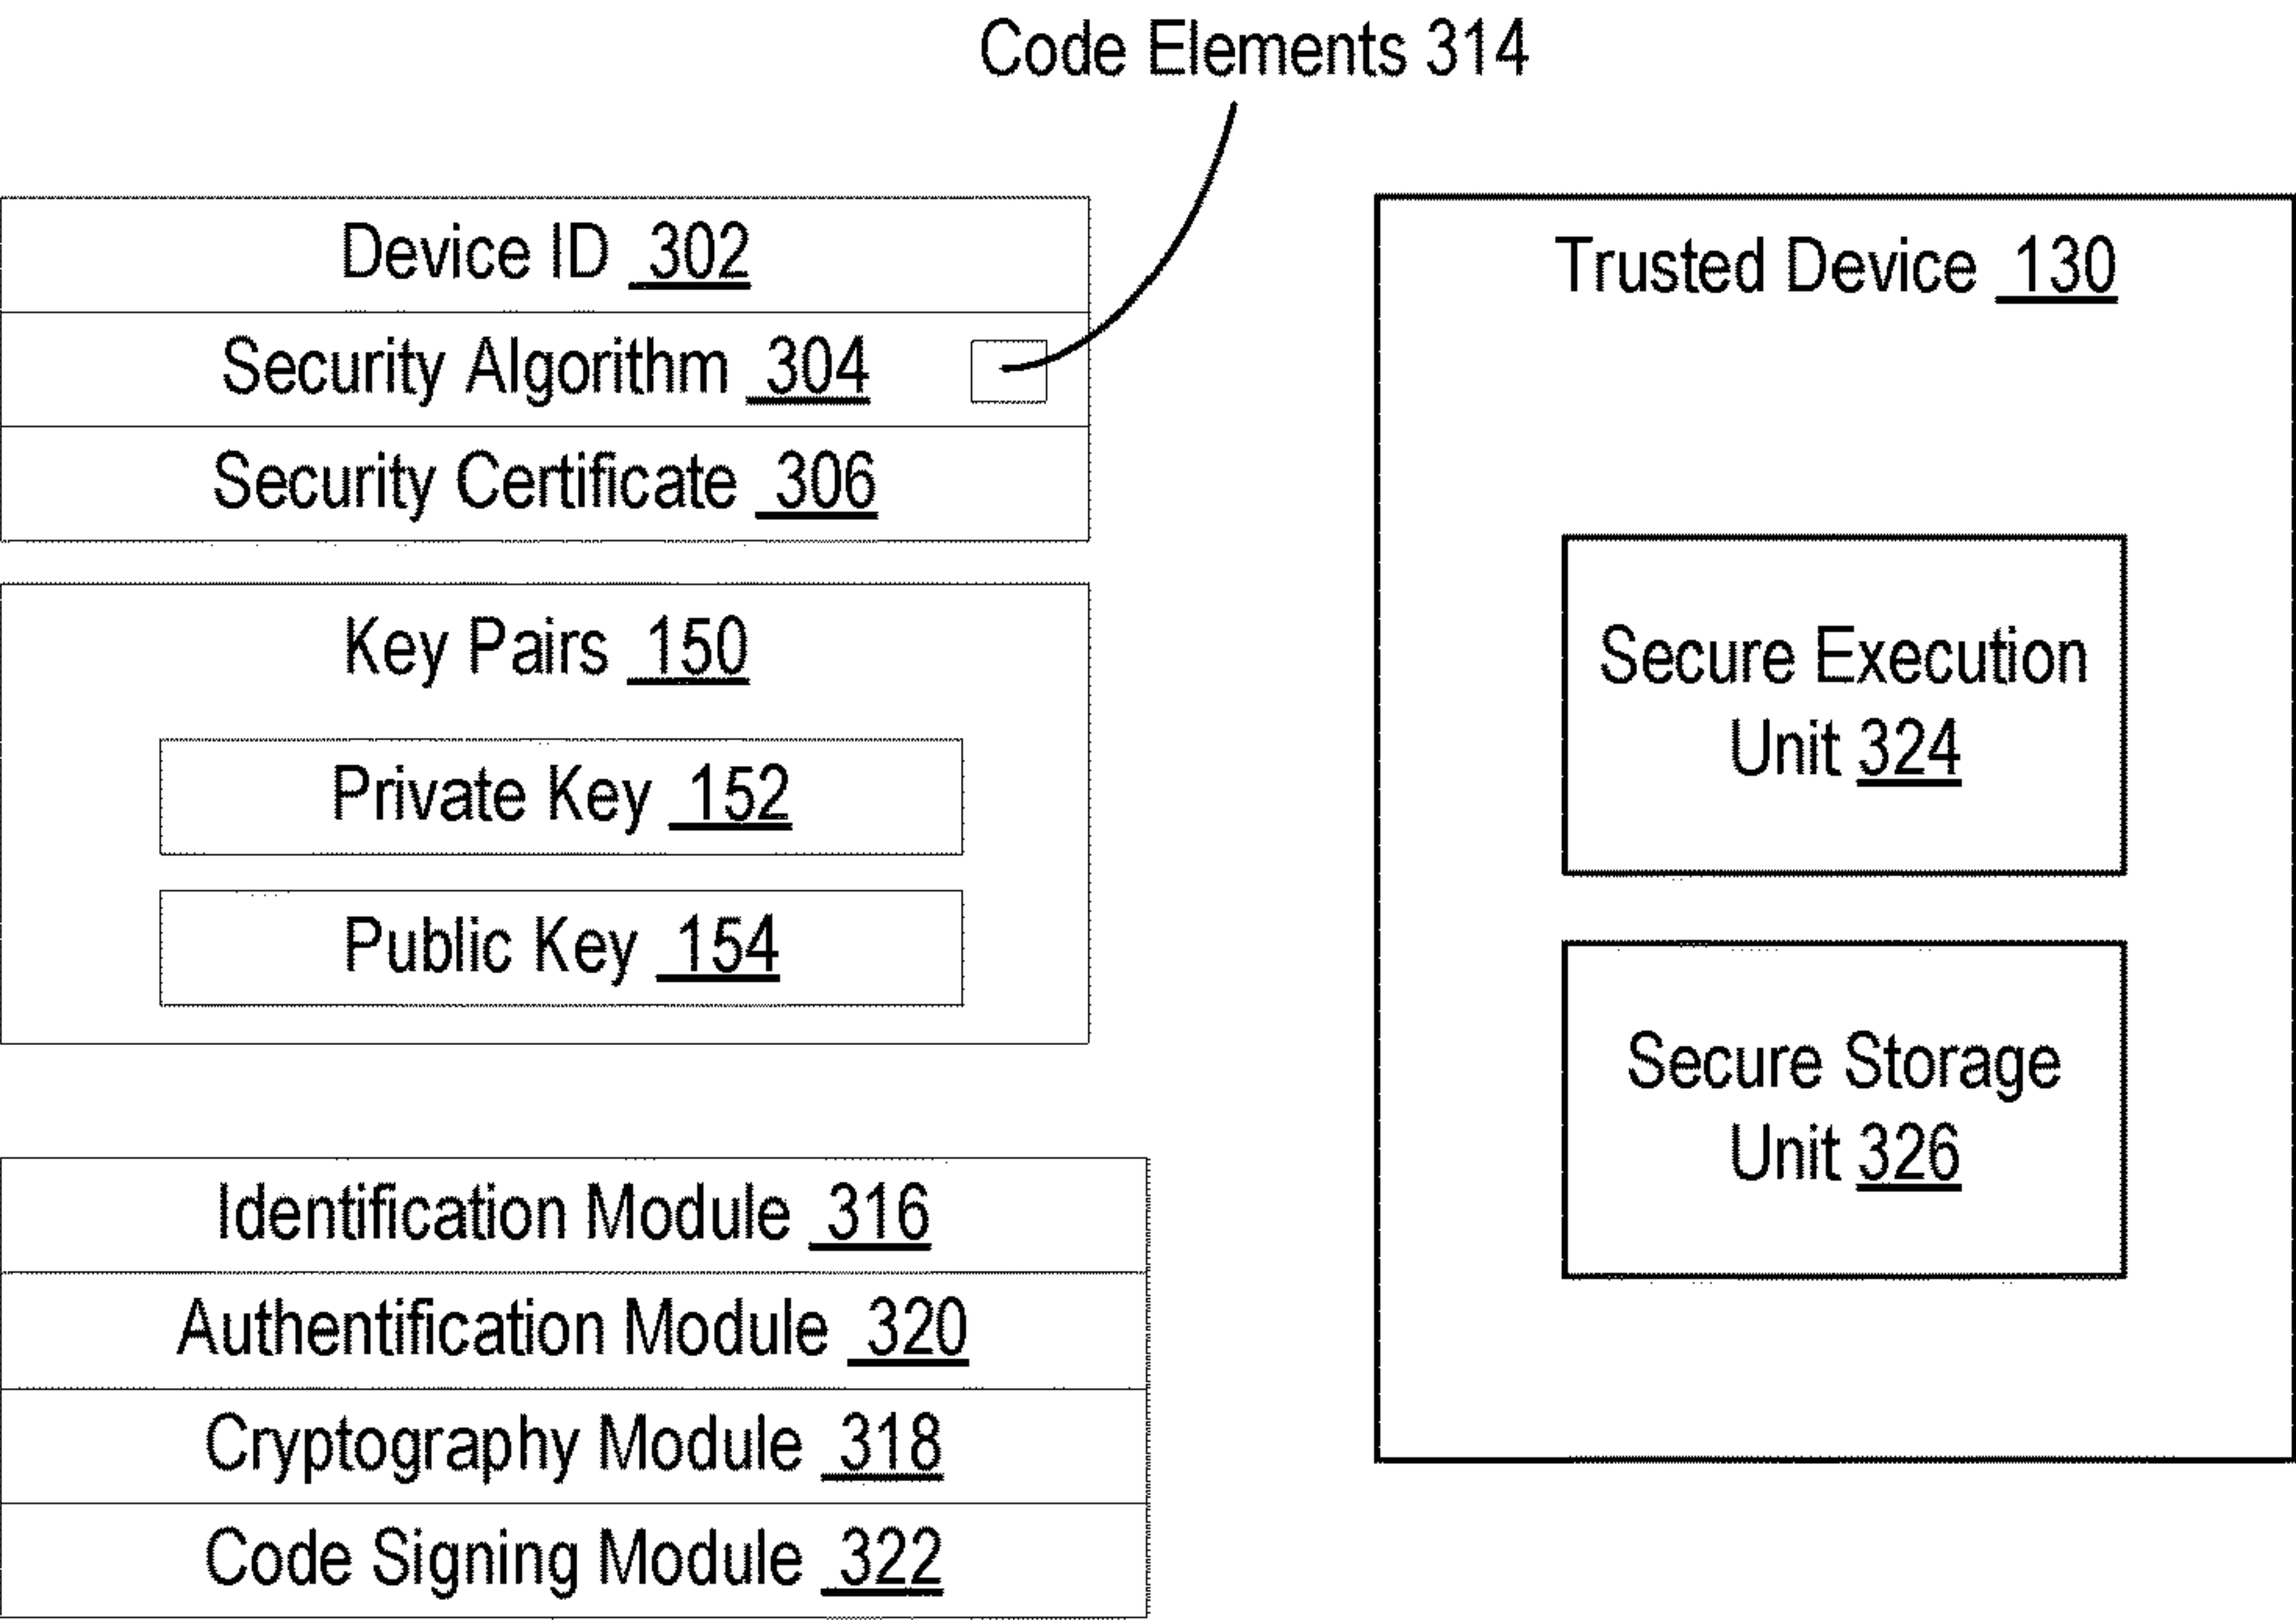 Code Elements 314
Device ID 302
Security Algorithm 304
Security Certificate 306
Key Pairs 150
Private Key 152
Public Key 154
Identification Module 316
Authentification Module 320
Cryptography Module 318
Code Signing Module 322
Trusted Device 130
Secure Execution
Unit 324
Secure Storage
Unit 326